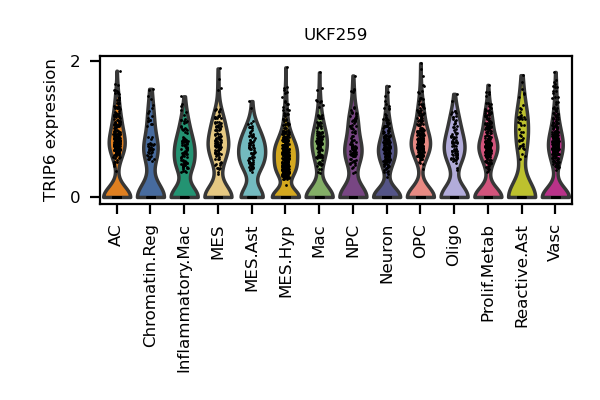 UKF259
TRIP6 expression
2
0
AC
Chromatin.Reg
Inflammatory.Mac
MES
MES.Ast
MES.Hyp
Mac
NPC
Neuron
OPC
Oligo
Prolif.Metab
Reactive.Ast
Vasc